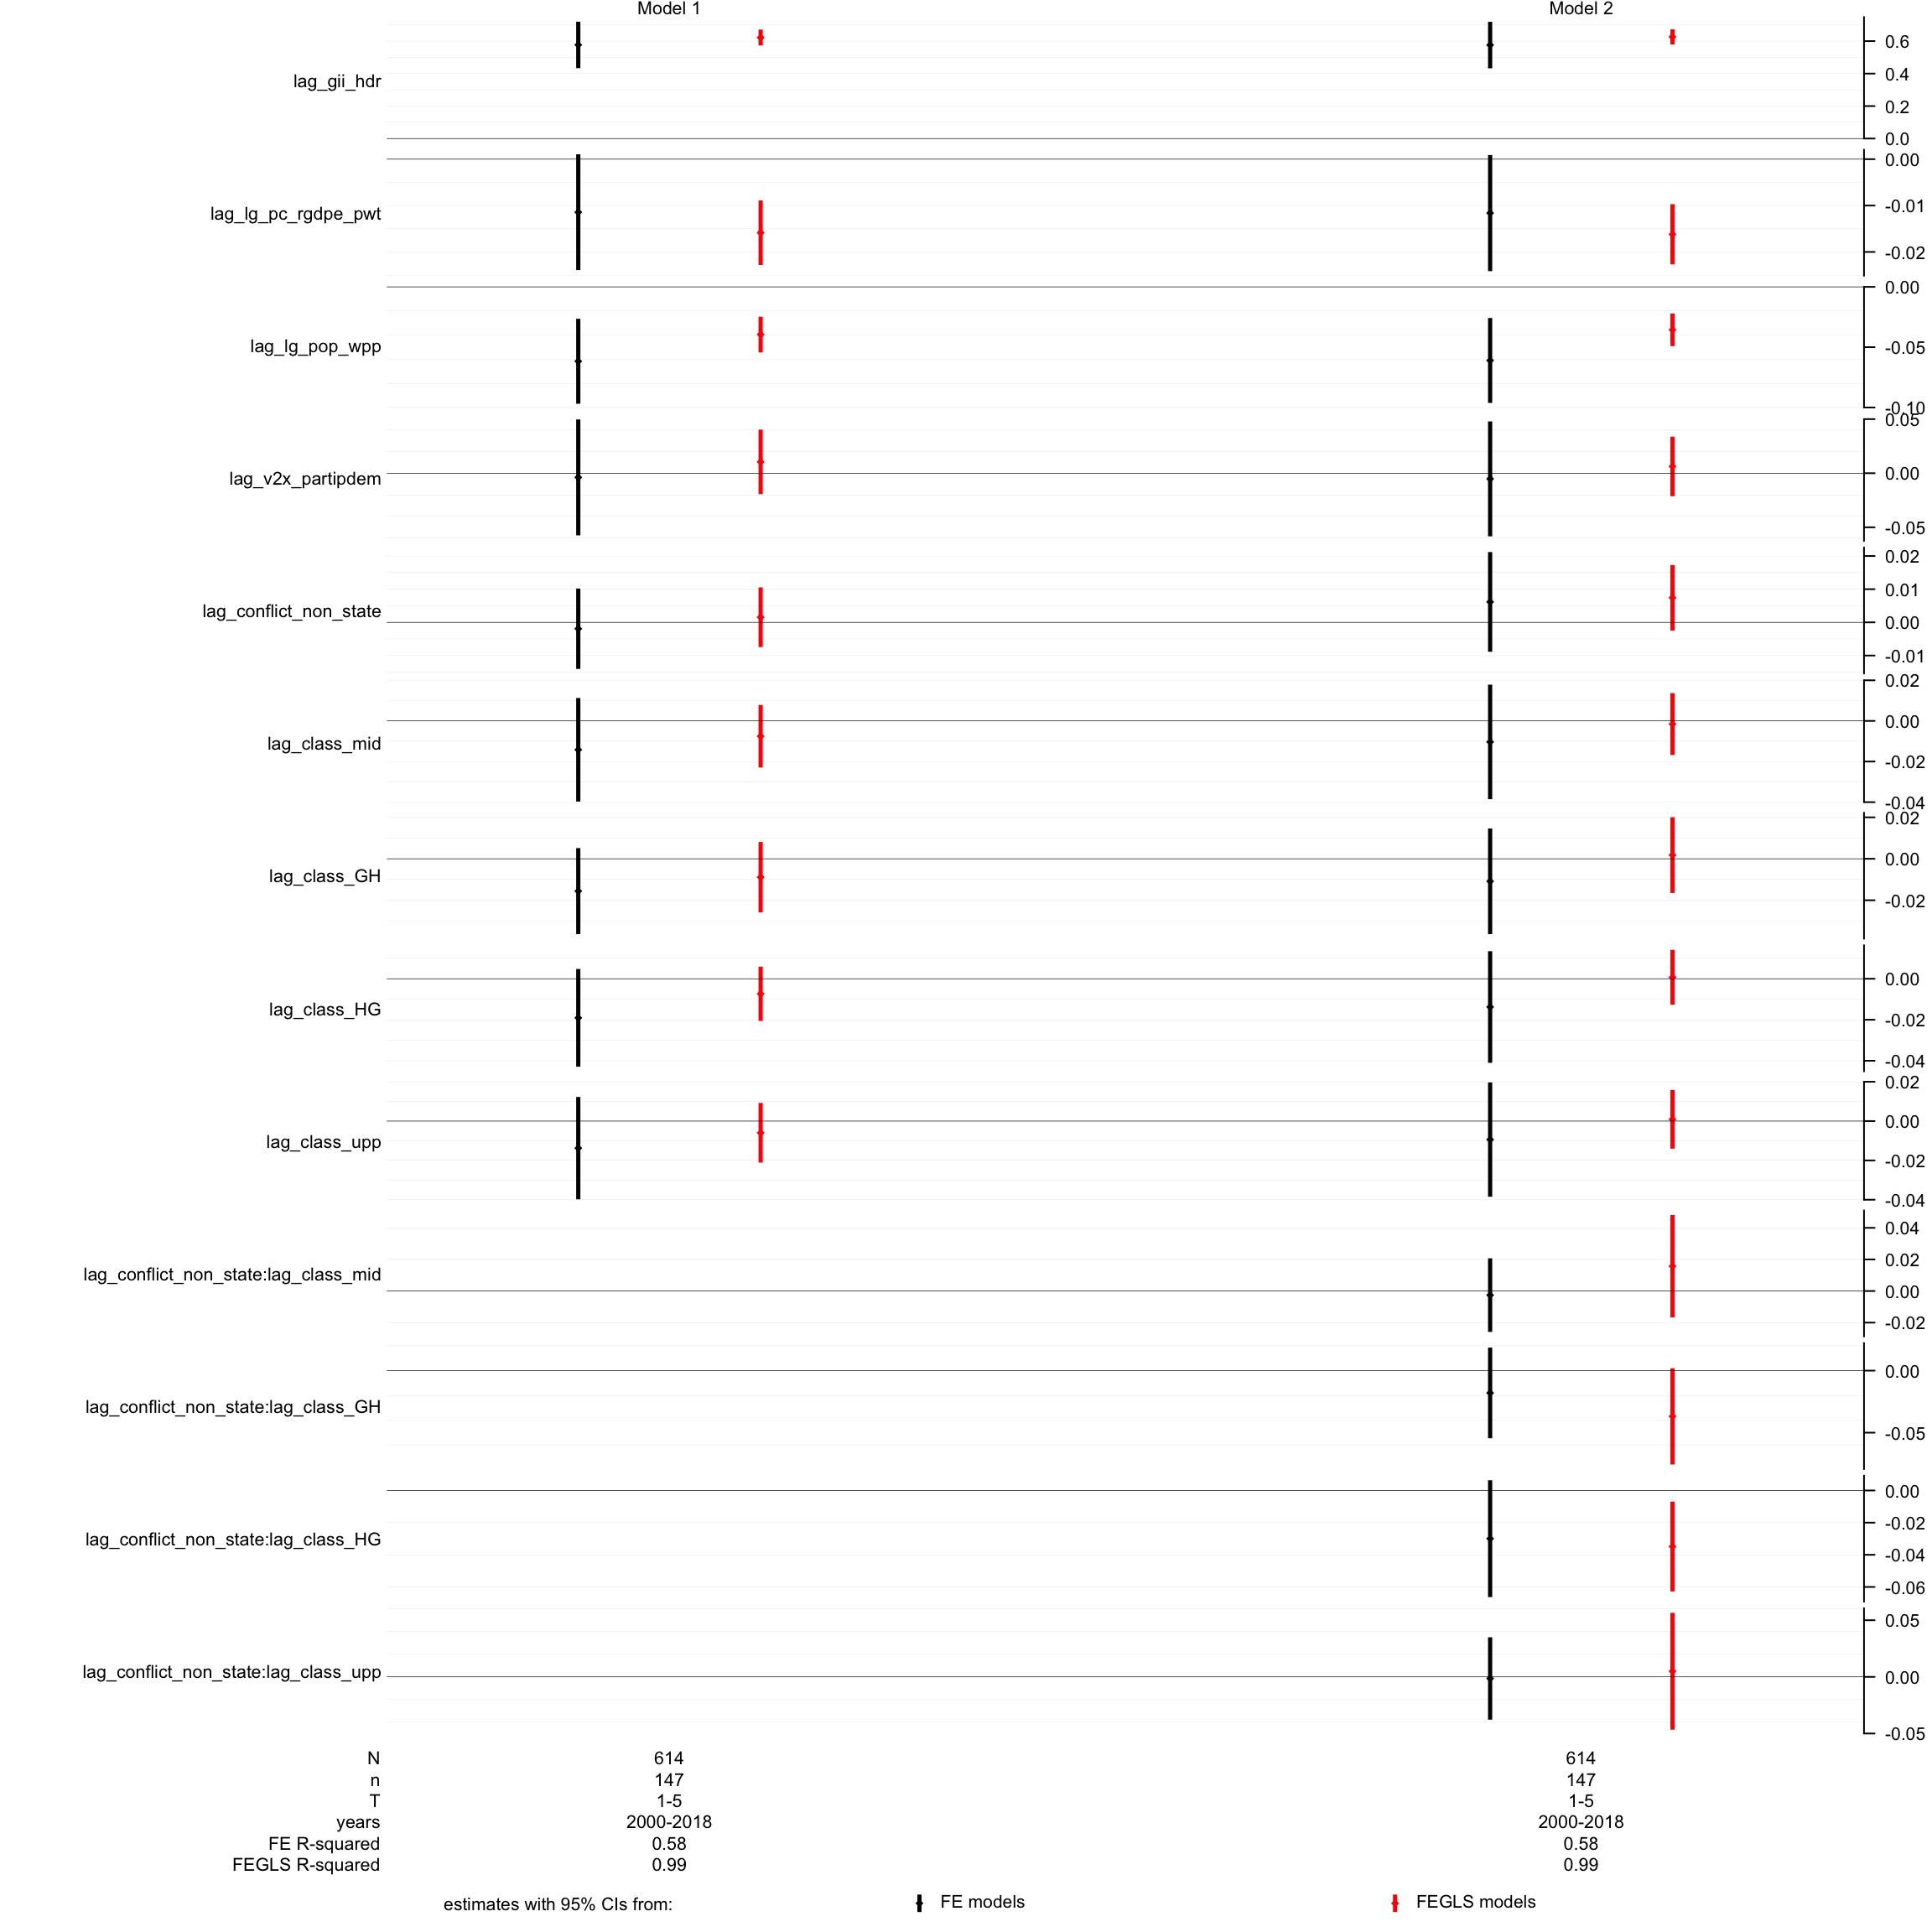 Model 1 Model 2
lag_gii_hdr
0.6
0.4
0.2
0.0
lag_lg_pc_rgdpe_pwt
0.00
-0.01
-0.02
lag_lg_pop_wpp
0.00
-0.05
-0.10
lag_v2x_partipdem
0.05
0.00
-0.05
lag_conflict_non_state
0.02
0.01
0.00
-0.01
lag_class_mid
0.02
0.00
-0.02
-0.04
lag_class_GH
0.02
0.00
-0.02
lag_class_HG
0.00
-0.02
-0.04
lag_class_upp
0.02
0.00
-0.02
-0.04
lag_conflict_non_state:lag_class_mid
0.04
0.02
0.00
-0.02
lag_conflict_non_state:lag_class_GH
0.00
-0.05
lag_conflict_non_state:lag_class_HG
0.00
-0.02
-0.04
-0.06
lag_conflict_non_state:lag_class_upp
0.05
0.00
-0.05
N 614 614
n 147 147
T 1-5 1-5
years 2000-2018 2000-2018
FE R-squared 0.58 0.58
FEGLS R-squared 0.99 0.99
estimates with 95% CIs from: FE models FEGLS models